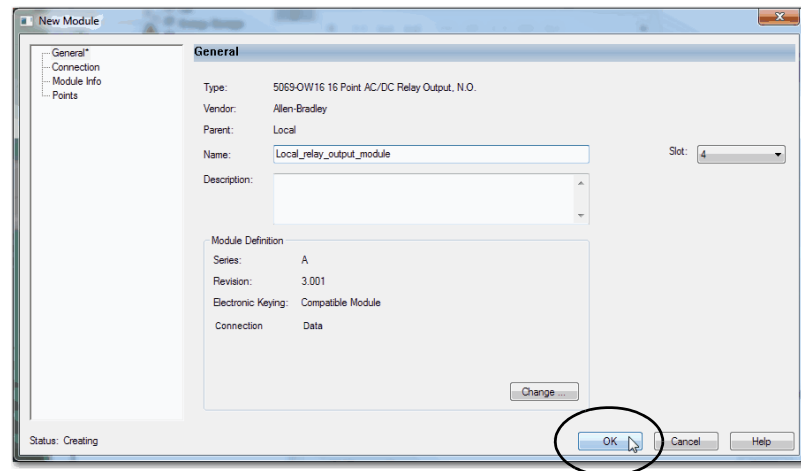 New Module
General*
Connection
Module Info
Points
General
Type: 5069-OW16 16 Point AC/DC Relay Output, N.O.
Vendor: Allen-Bradley
Parent: Local
Name: Local_relay_output_module
Slot: 4
Description:
Module Definition
Series: A
Revision: 3.001
Electronic Keying: Compatible Module
Connection Data
Change ...
Status: Creating
OK Cancel Help